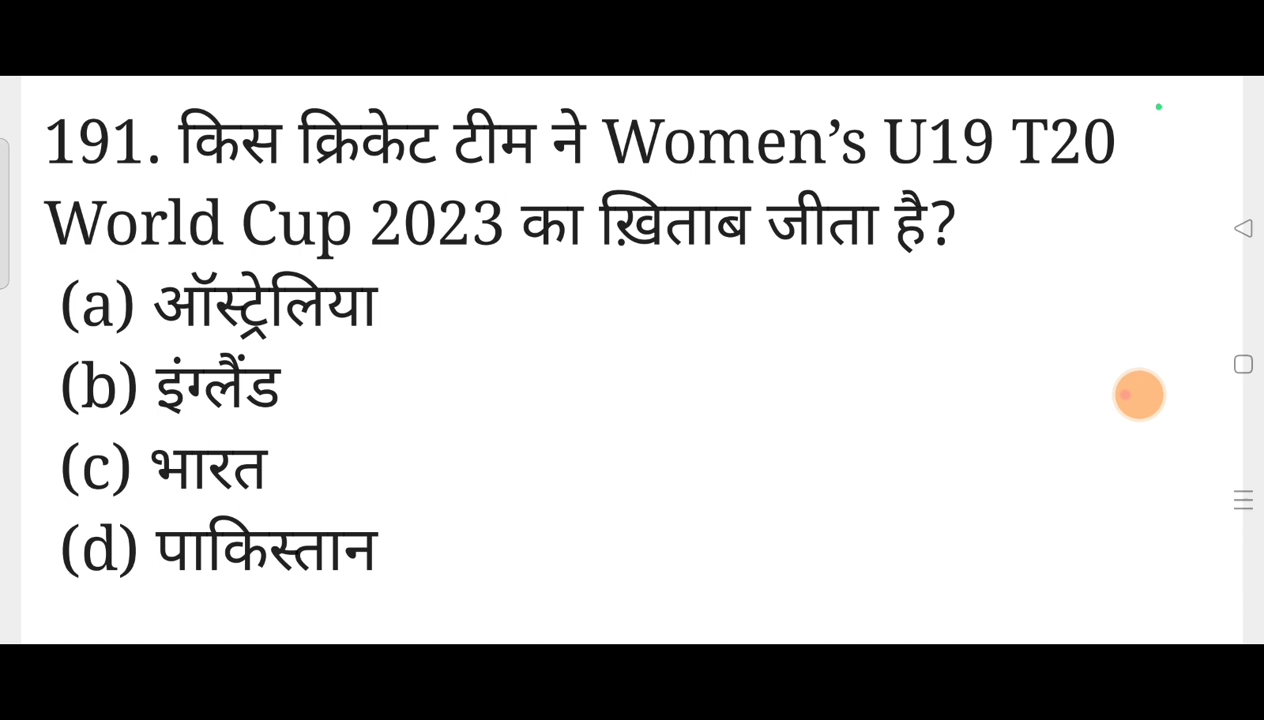 191. किस क्रिकेट टीम ने Women’s U19 T20
World Cup 2023 का ख़िताब जीता है?
(a) ऑस्ट्रेलिया
(b) इंग्लैंड
(c) भारत
(d) पाकिस्तान